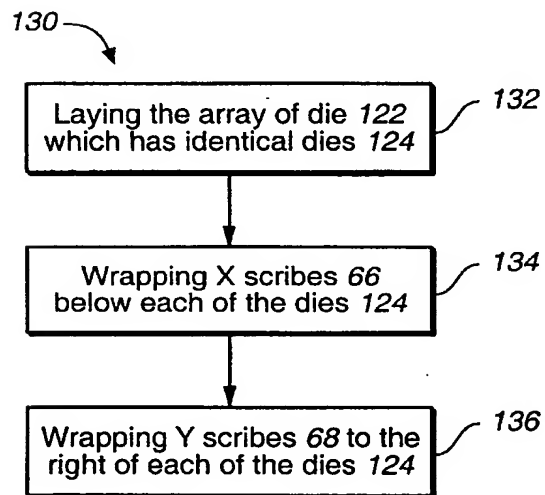 130
Laying the array of die 122
which has identical dies 124
132
Wrapping X scribes 66
below each of the dies 124
134
Wrapping Y scribes 68 to the
right of each of the dies 124
136